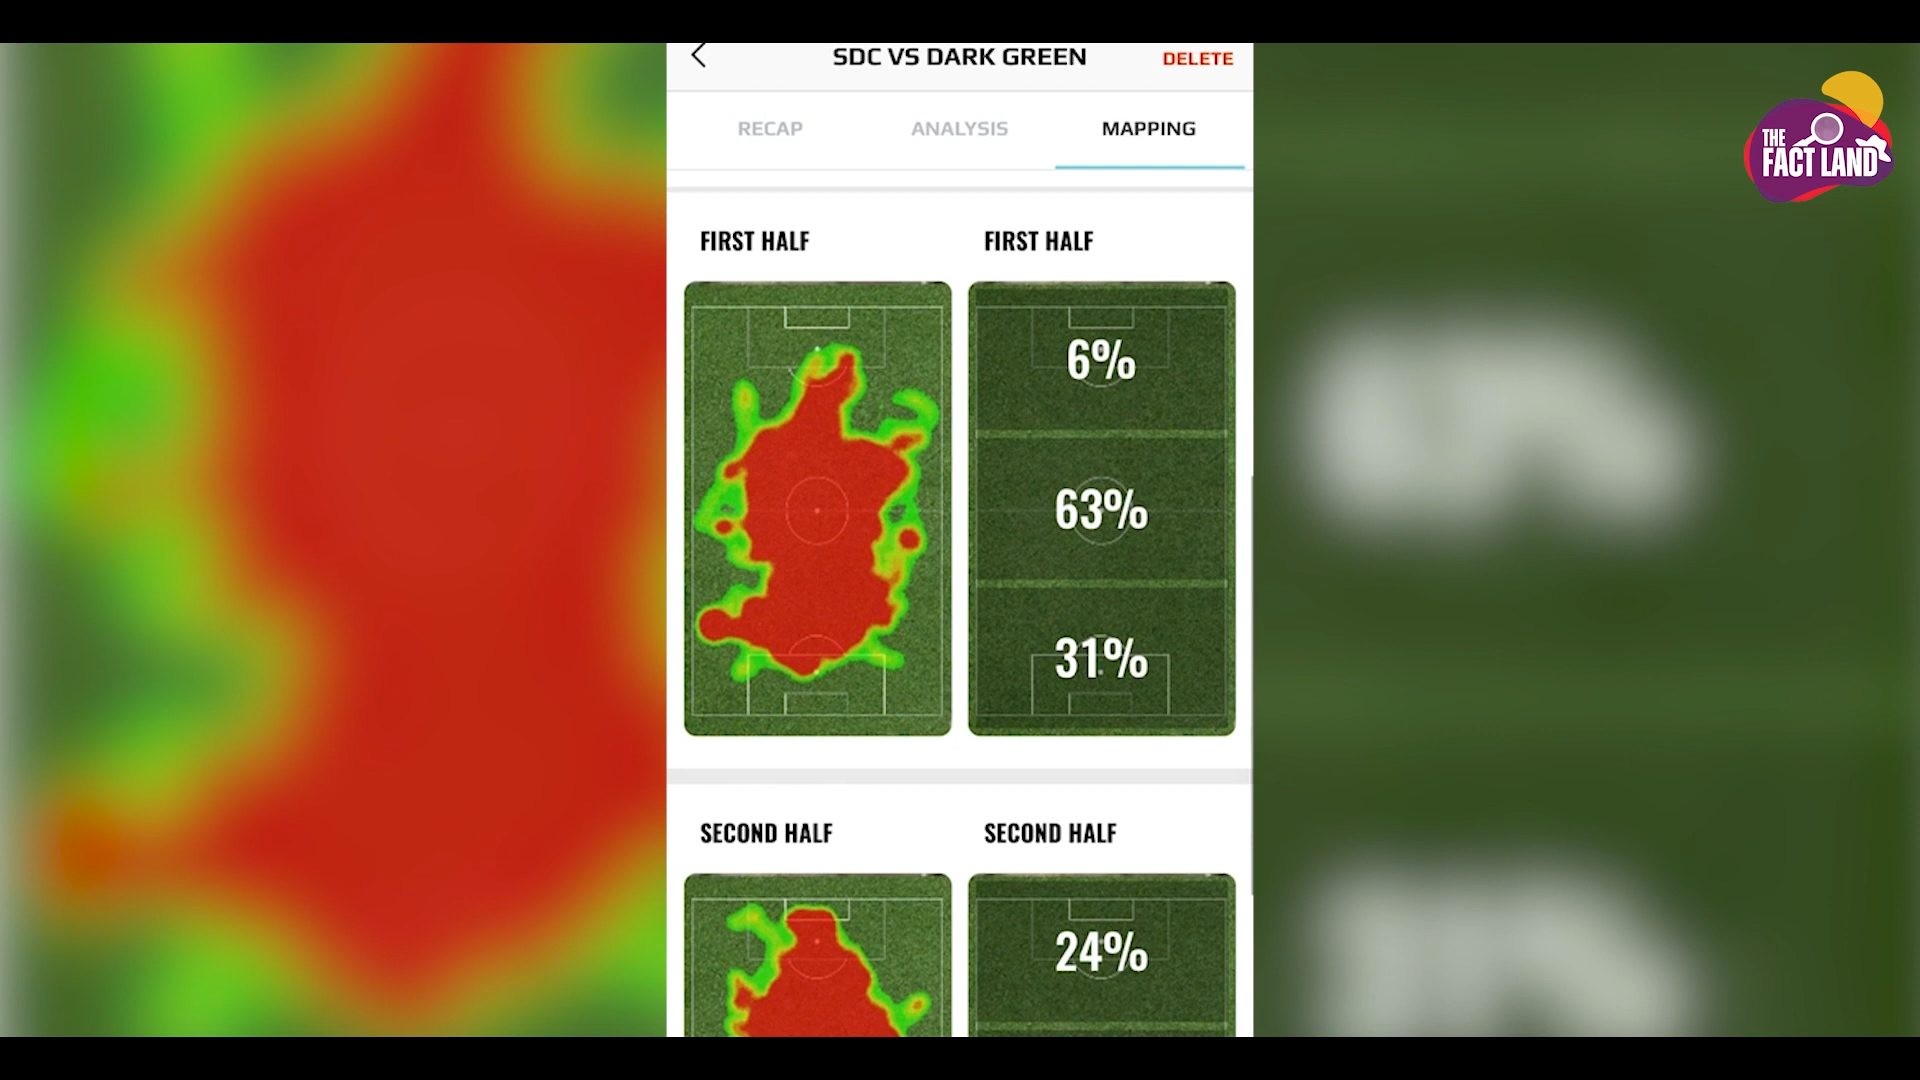 SDC VS DARK GREEN
DELETE
RECAP
ANALYSIS
MAPPING
THE
FACT LAND
FIRST HALF
FIRST HALF
6%
63%
31%
SECOND HALF
SECOND HALF
24%